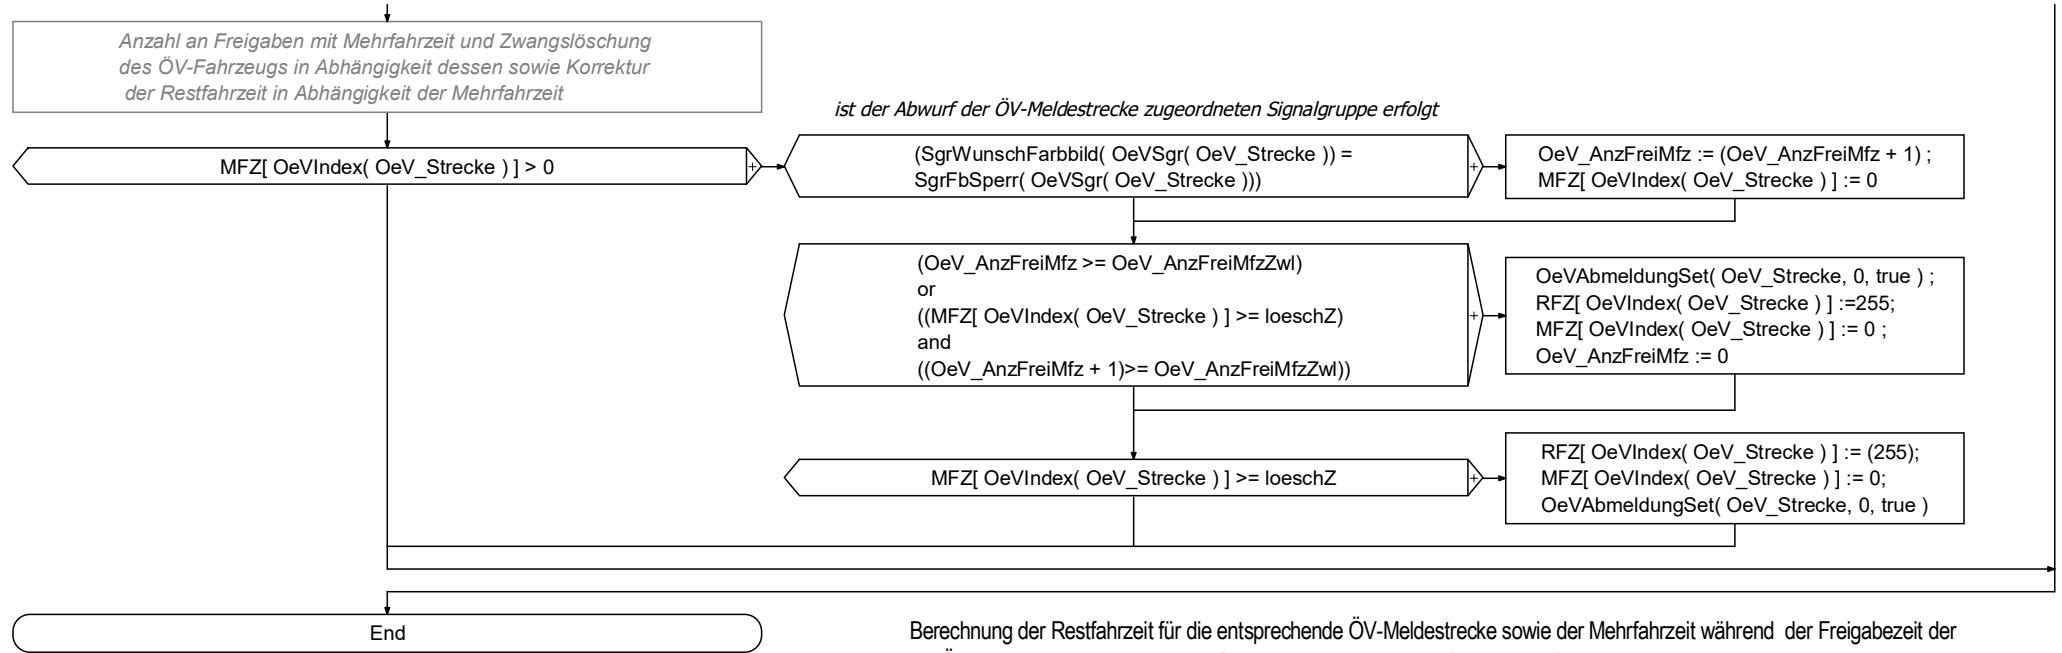 Anzahl an Freigaben mit Mehrfahrzeit und Zwangslöschung
des ÖV-Fahrzeugs in Abhängigkeit dessen sowie Korrektur
der Restfahrzeit in Abhängigkeit der Mehrfahrzeit
ist der Abwurf der ÖV-Meldestrecke zugeordneten Signalgruppe erfolgt
MFZ[ OeVIndex( OeV_Strecke ) ] > 0
+
(SgrWunschFarbbild( OeVSgr( OeV_Strecke )) =
SgrFbSperr( OeVSgr( OeV_Strecke )))
+
OeV_AnzFreiMfz := (OeV_AnzFreiMfz + 1) ;
MFZ[ OeVIndex( OeV_Strecke ) ] := 0
(OeV_AnzFreiMfz >= OeV_AnzFreiMfzZwl)
or
((MFZ[ OeVIndex( OeV_Strecke ) ] >= loeschZ)
and
((OeV_AnzFreiMfz + 1)>= OeV_AnzFreiMfzZwl))
+
OeVAbmeldungSet( OeV_Strecke, 0, true ) ;
RFZ[ OeVIndex( OeV_Strecke ) ] :=255;
MFZ[ OeVIndex( OeV_Strecke ) ] := 0 ;
OeV_AnzFreiMfz := 0
MFZ[ OeVIndex( OeV_Strecke ) ] >= loeschZ
+
RFZ[ OeVIndex( OeV_Strecke ) ] := (255);
MFZ[ OeVIndex( OeV_Strecke ) ] := 0;
OeVAbmeldungSet( OeV_Strecke, 0, true )
End
Berechnung der Restfahrzeit für die entsprechende ÖV-Meldestrecke sowie der Mehrfahrzeit während der Freigabezeit der